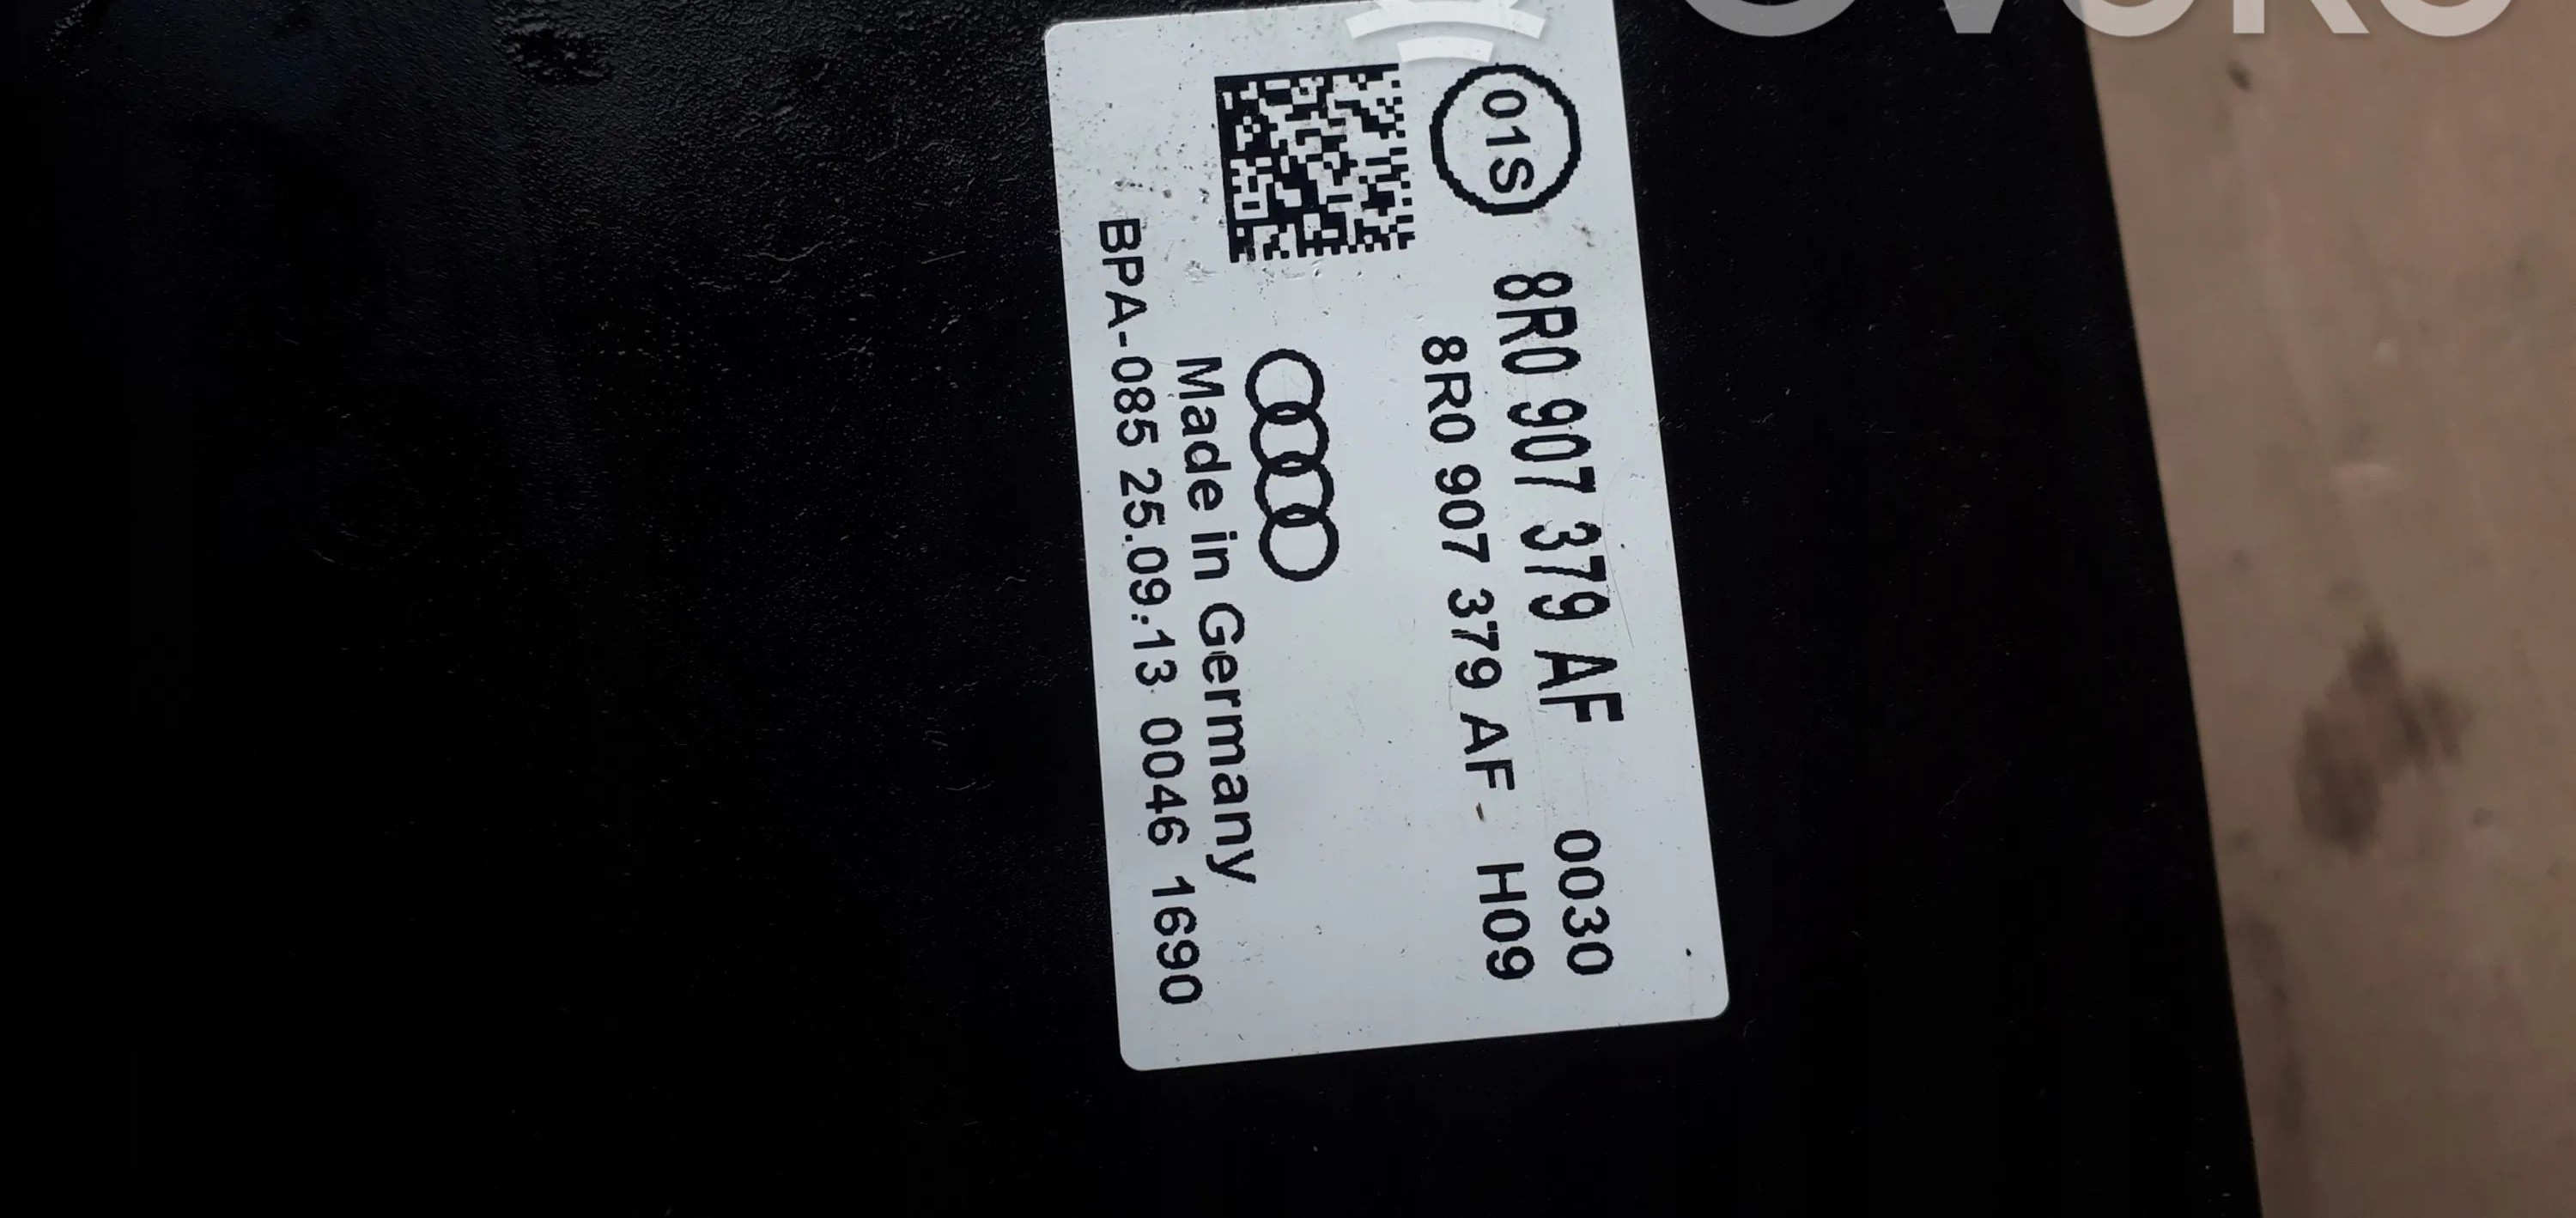 01S
8R0 907 379 AF 0030
8R0 907 379 AF H09
Made in Germany
BPA-085 25.09.13 0046 1690